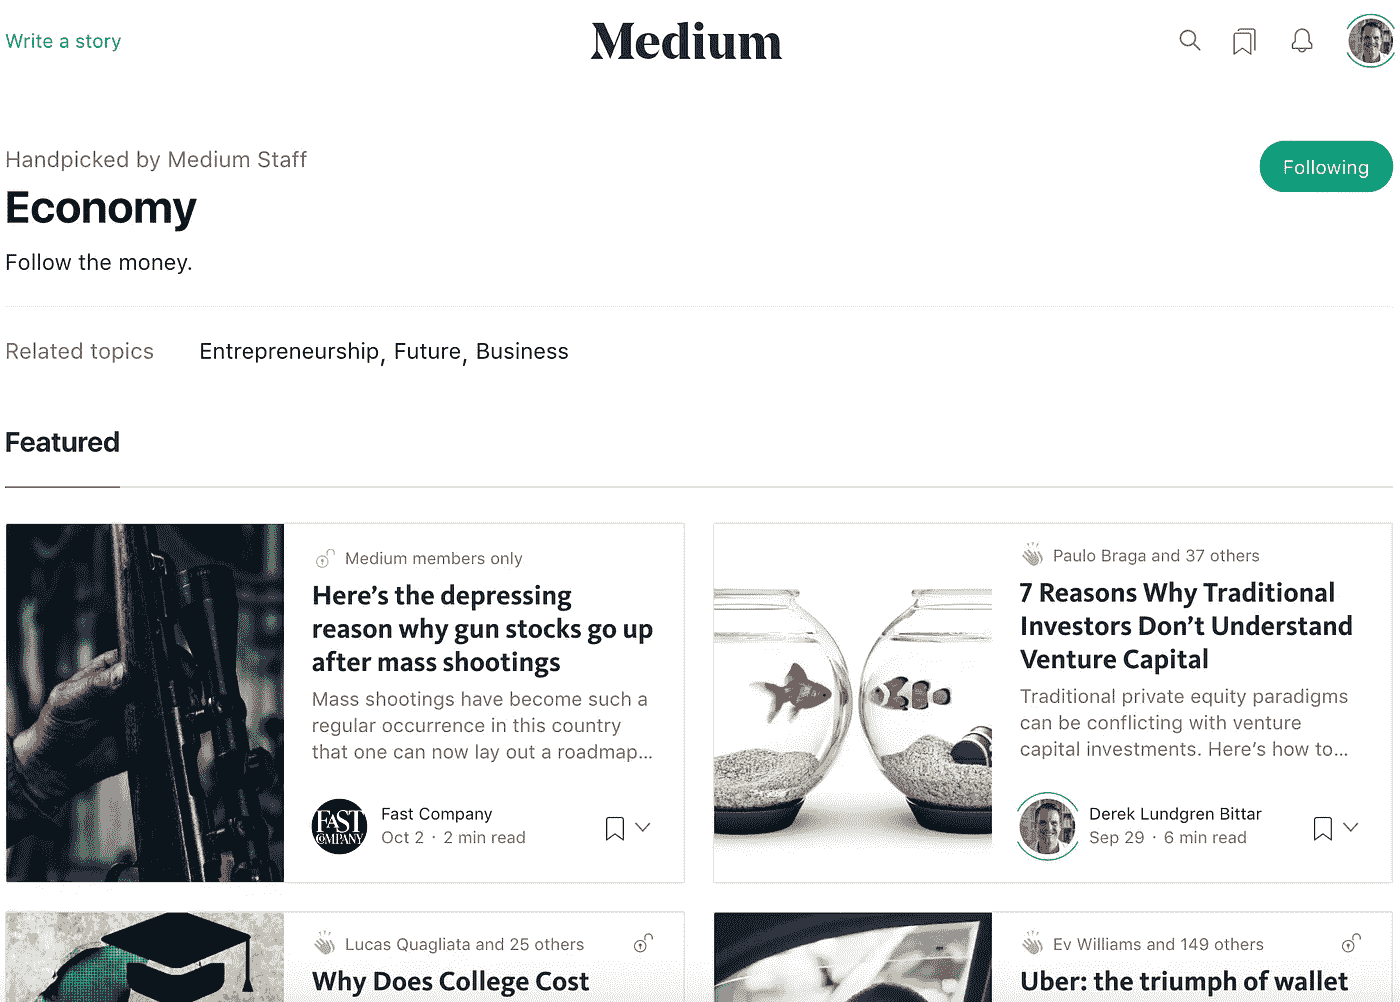 Write a story
Medium
Handpicked by Medium Staff
Following
Economy
Follow the money.
Related topics
Entrepreneurship, Future, Business
Featured
Medium members only
Here’s the depressing
reason why gun stocks go up
after mass shootings
Mass shootings have become such a
regular occurrence in this country
that one can now lay out a roadmap...
FAST
COMPANY
Fast Company
Oct 2 · 2 min read
Paulo Braga and 37 others
7 Reasons Why Traditional
Investors Don’t Understand
Venture Capital
Traditional private equity paradigms
can be conflicting with venture
capital investments. Here’s how to...
Derek Lundgren Bittar
Sep 29 · 6 min read
Lucas Quagliata and 25 others
Why Does College Cost
Ev Williams and 149 others
Uber: the triumph of wallet